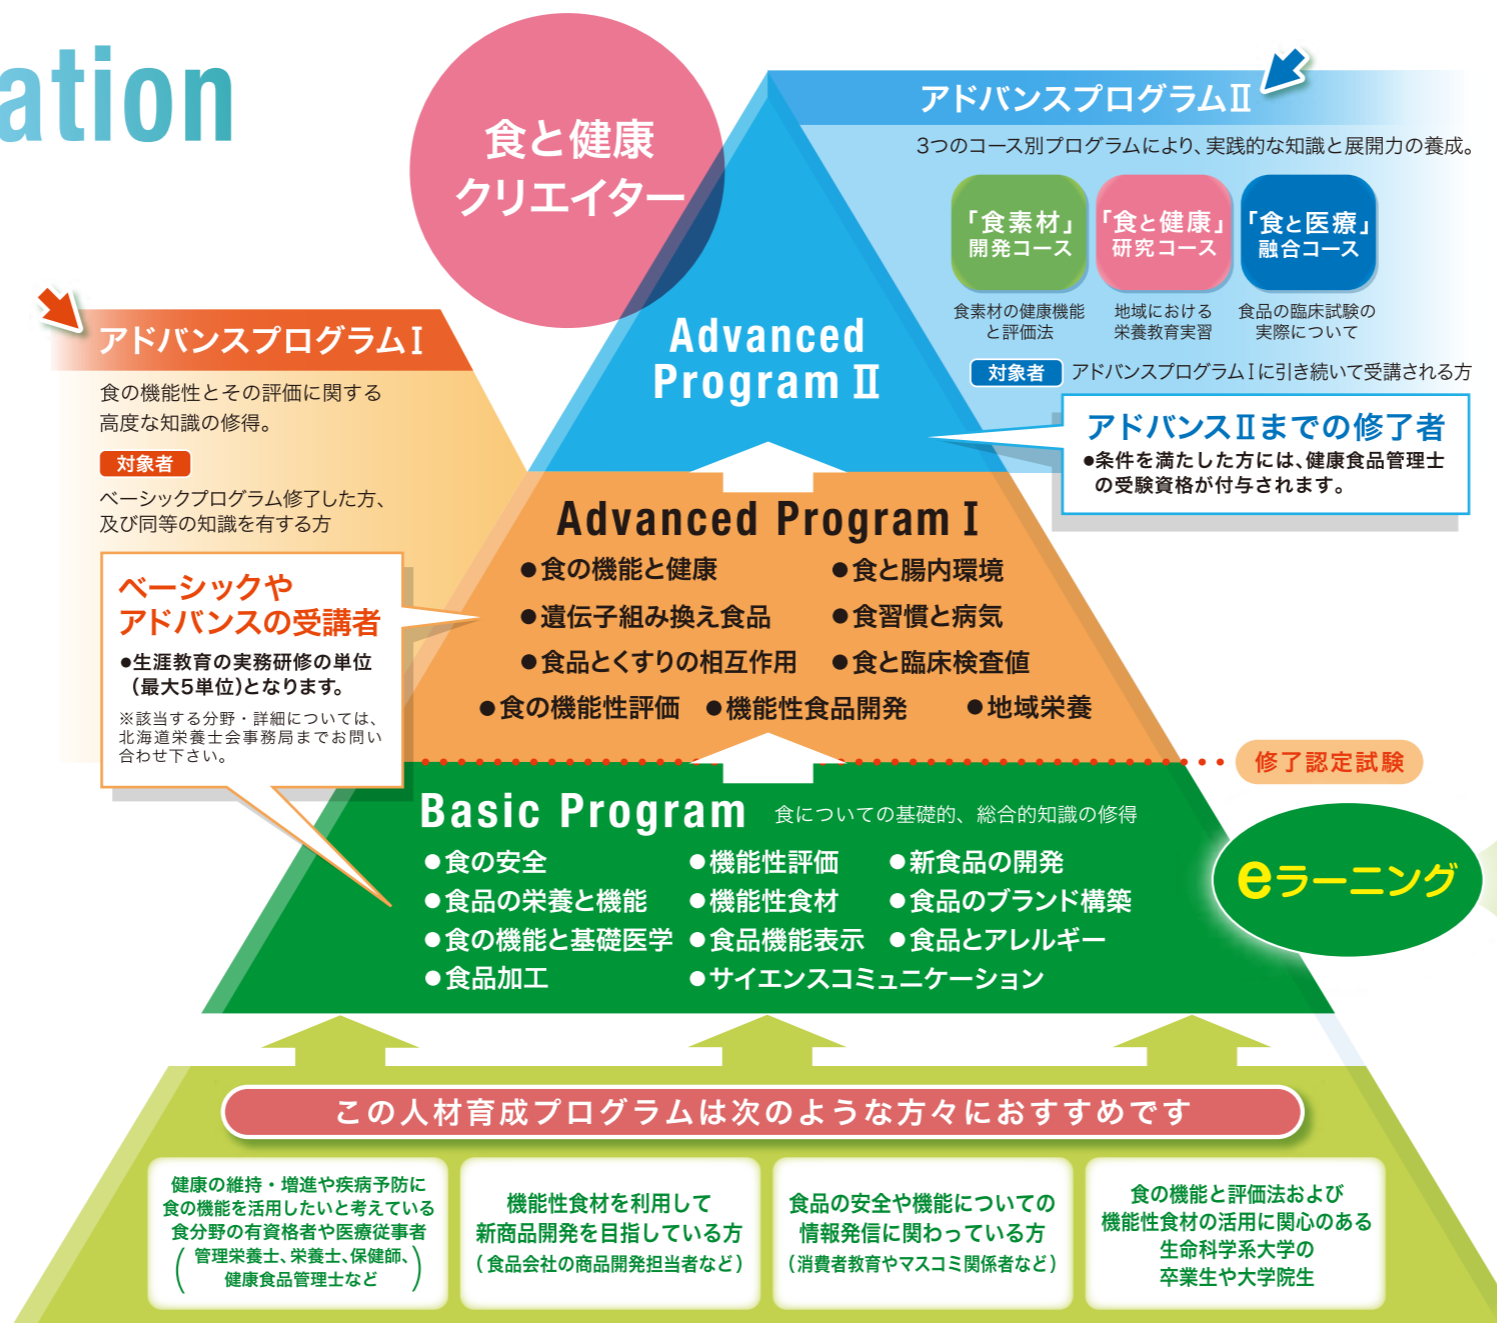 ation
食と健康
クリエイター
アドバンスプログラムⅡ
3つのコース別プログラムにより、実践的な知識と展開力の養成。
「食素材」
開発コース
「食と健康」
研究コース
「食と医療」
融合コース
食素材の健康機能
と評価法
地域における
栄養教育実習
食品の臨床試験の
実際について
対象者 アドバンスプログラムⅠに引き続いて受講される方
アドバンスⅡまでの修了者
●条件を満たした方には、健康食品管理士
の受験資格が付与されます。
Advanced
Program Ⅱ
アドバンスプログラムⅠ
食の機能性とその評価に関する
高度な知識の修得。
対象者
ベーシックプログラム修了した方、
及び同等の知識を有する方
ベーシックや
アドバンスの受講者
●生涯教育の実務研修の単位
(最大5単位)となります。
※該当する分野・詳細については、
北海道栄養士会事務局までお問い
合わせ下さい。
Advanced Program Ⅰ
●食の機能と健康 ●食と腸内環境
●遺伝子組み換え食品 ●食習慣と病気
●食品とくすりの相互作用 ●食と臨床検査値
●食の機能性評価 ●機能性食品開発 ●地域栄養
修了認定試験
Basic Program 食についての基礎的、総合的知識の修得
●食の安全 ●機能性評価 ●新食品の開発
●食品の栄養と機能 ●機能性食材 ●食品のブランド構築
●食の機能と基礎医学 ●食品機能表示 ●食品とアレルギー
●食品加工 ●サイエンスコミュニケーション
eラーニング
この人材育成プログラムは次のような方々におすすめです
健康の維持・増進や疾病予防に
食の機能を活用したいと考えている
食分野の有資格者や医療従事者
(管理栄養士、栄養士、保健師、
健康食品管理士など)
機能性食材を利用して
新商品開発を目指している方
(食品会社の商品開発担当者など)
食品の安全や機能についての
情報発信に関わっている方
(消費者教育やマスコミ関係者など)
食の機能と評価法および
機能性食材の活用に関心のある
生命科学系大学の
卒業生や大学院生